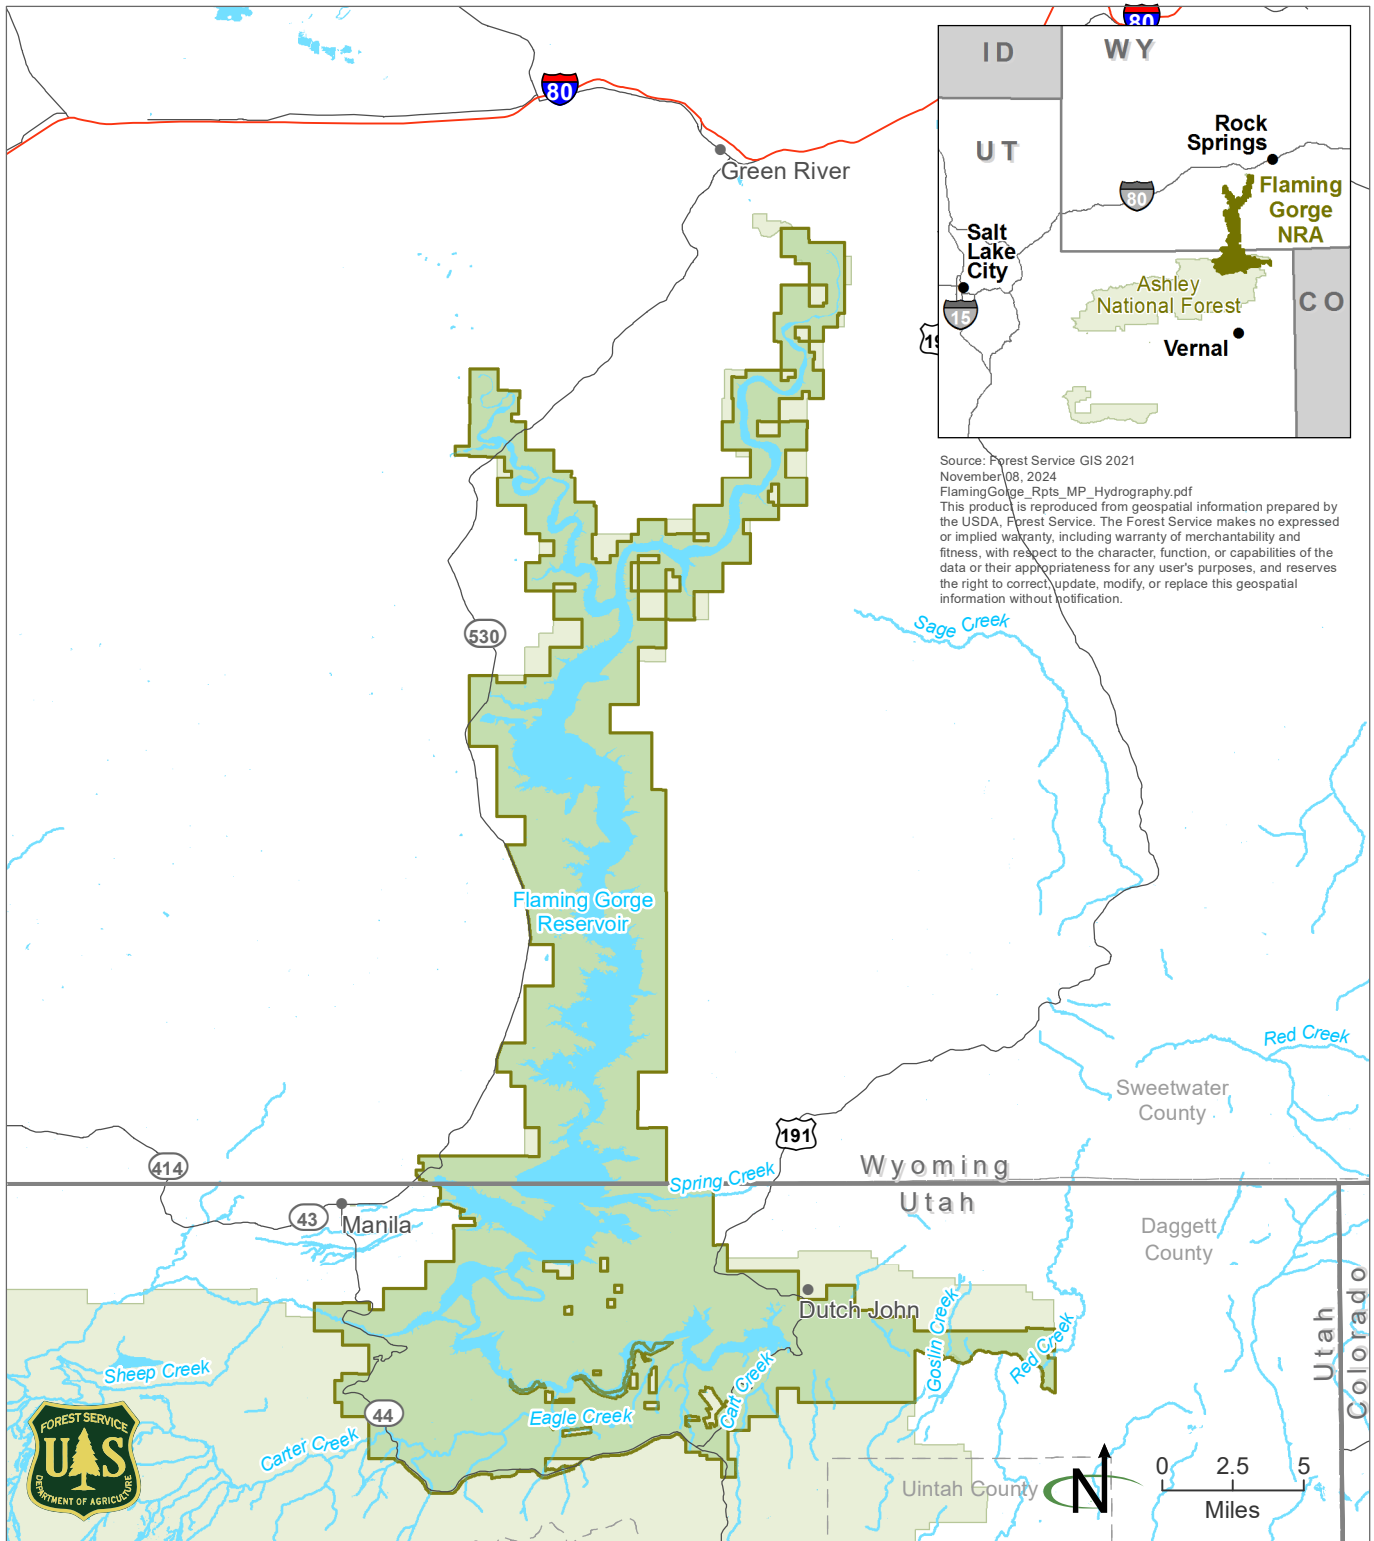 80
80
ID
WY
UT
Rock
Springs
80
Flaming
Gorge
NRA
Salt
Lake
City
15
Ashley
National Forest
CO
Vernal
Green River
19
Source: Forest Service GIS 2021
November 08, 2024
FlamingGorge_Rpts_MP_Hydrography.pdf
This product is reproduced from geospatial information prepared by
the USDA, Forest Service. The Forest Service makes no expressed
or implied warranty, including warranty of merchantability and
fitness, with respect to the character, function, or capabilities of the
data or their appropriateness for any user's purposes, and reserves
the right to correct, update, modify, or replace this geospatial
information without notification.
Sage Creek
530
Flaming Gorge
Reservoir
Red Creek
Sweetwater
County
191
414
Wyoming
Spring Creek
Utah
43
Manila
Daggett
County
Dutch John
Goslin Creek
Red Creek
Utah
Colorado
Sheep Creek
Cart Creek
44
Eagle Creek
Carter Creek
FOREST SERVICE
UAS
DEPARTMENT OF AGRICULTURE
Uintah County
N
0 2.5 5
Miles